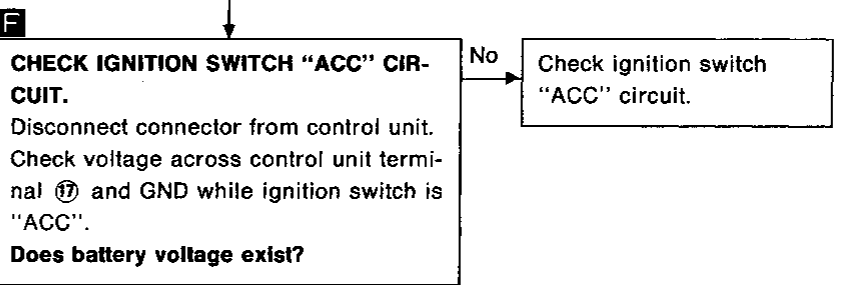 F
CHECK IGNITION SWITCH "ACC" CIR-
CUIT.
Disconnect connector from control unit.
Check voltage across control unit termi-
nal ⑰ and GND while ignition switch is
"ACC".
Does battery voltage exist?
No
Check ignition switch
"ACC" circuit.